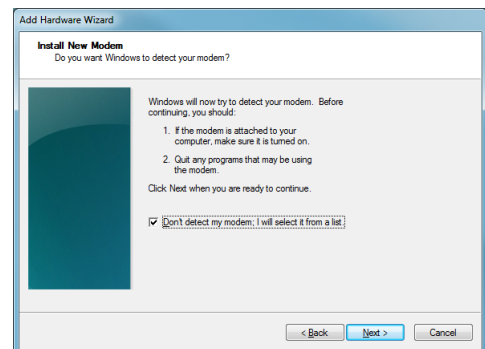 Add Hardware Wizard
Install New Modem
Do you want Windows to detect your modem?
Windows will now try to detect your modem. Before
continuing, you should:
1. If the modem is attached to your
computer, make sure it is turned on.
2. Quit any programs that may be using
the modem.
Click Next when you are ready to continue.
Don't detect my modem; I will select it from a list.
< Back Next > Cancel